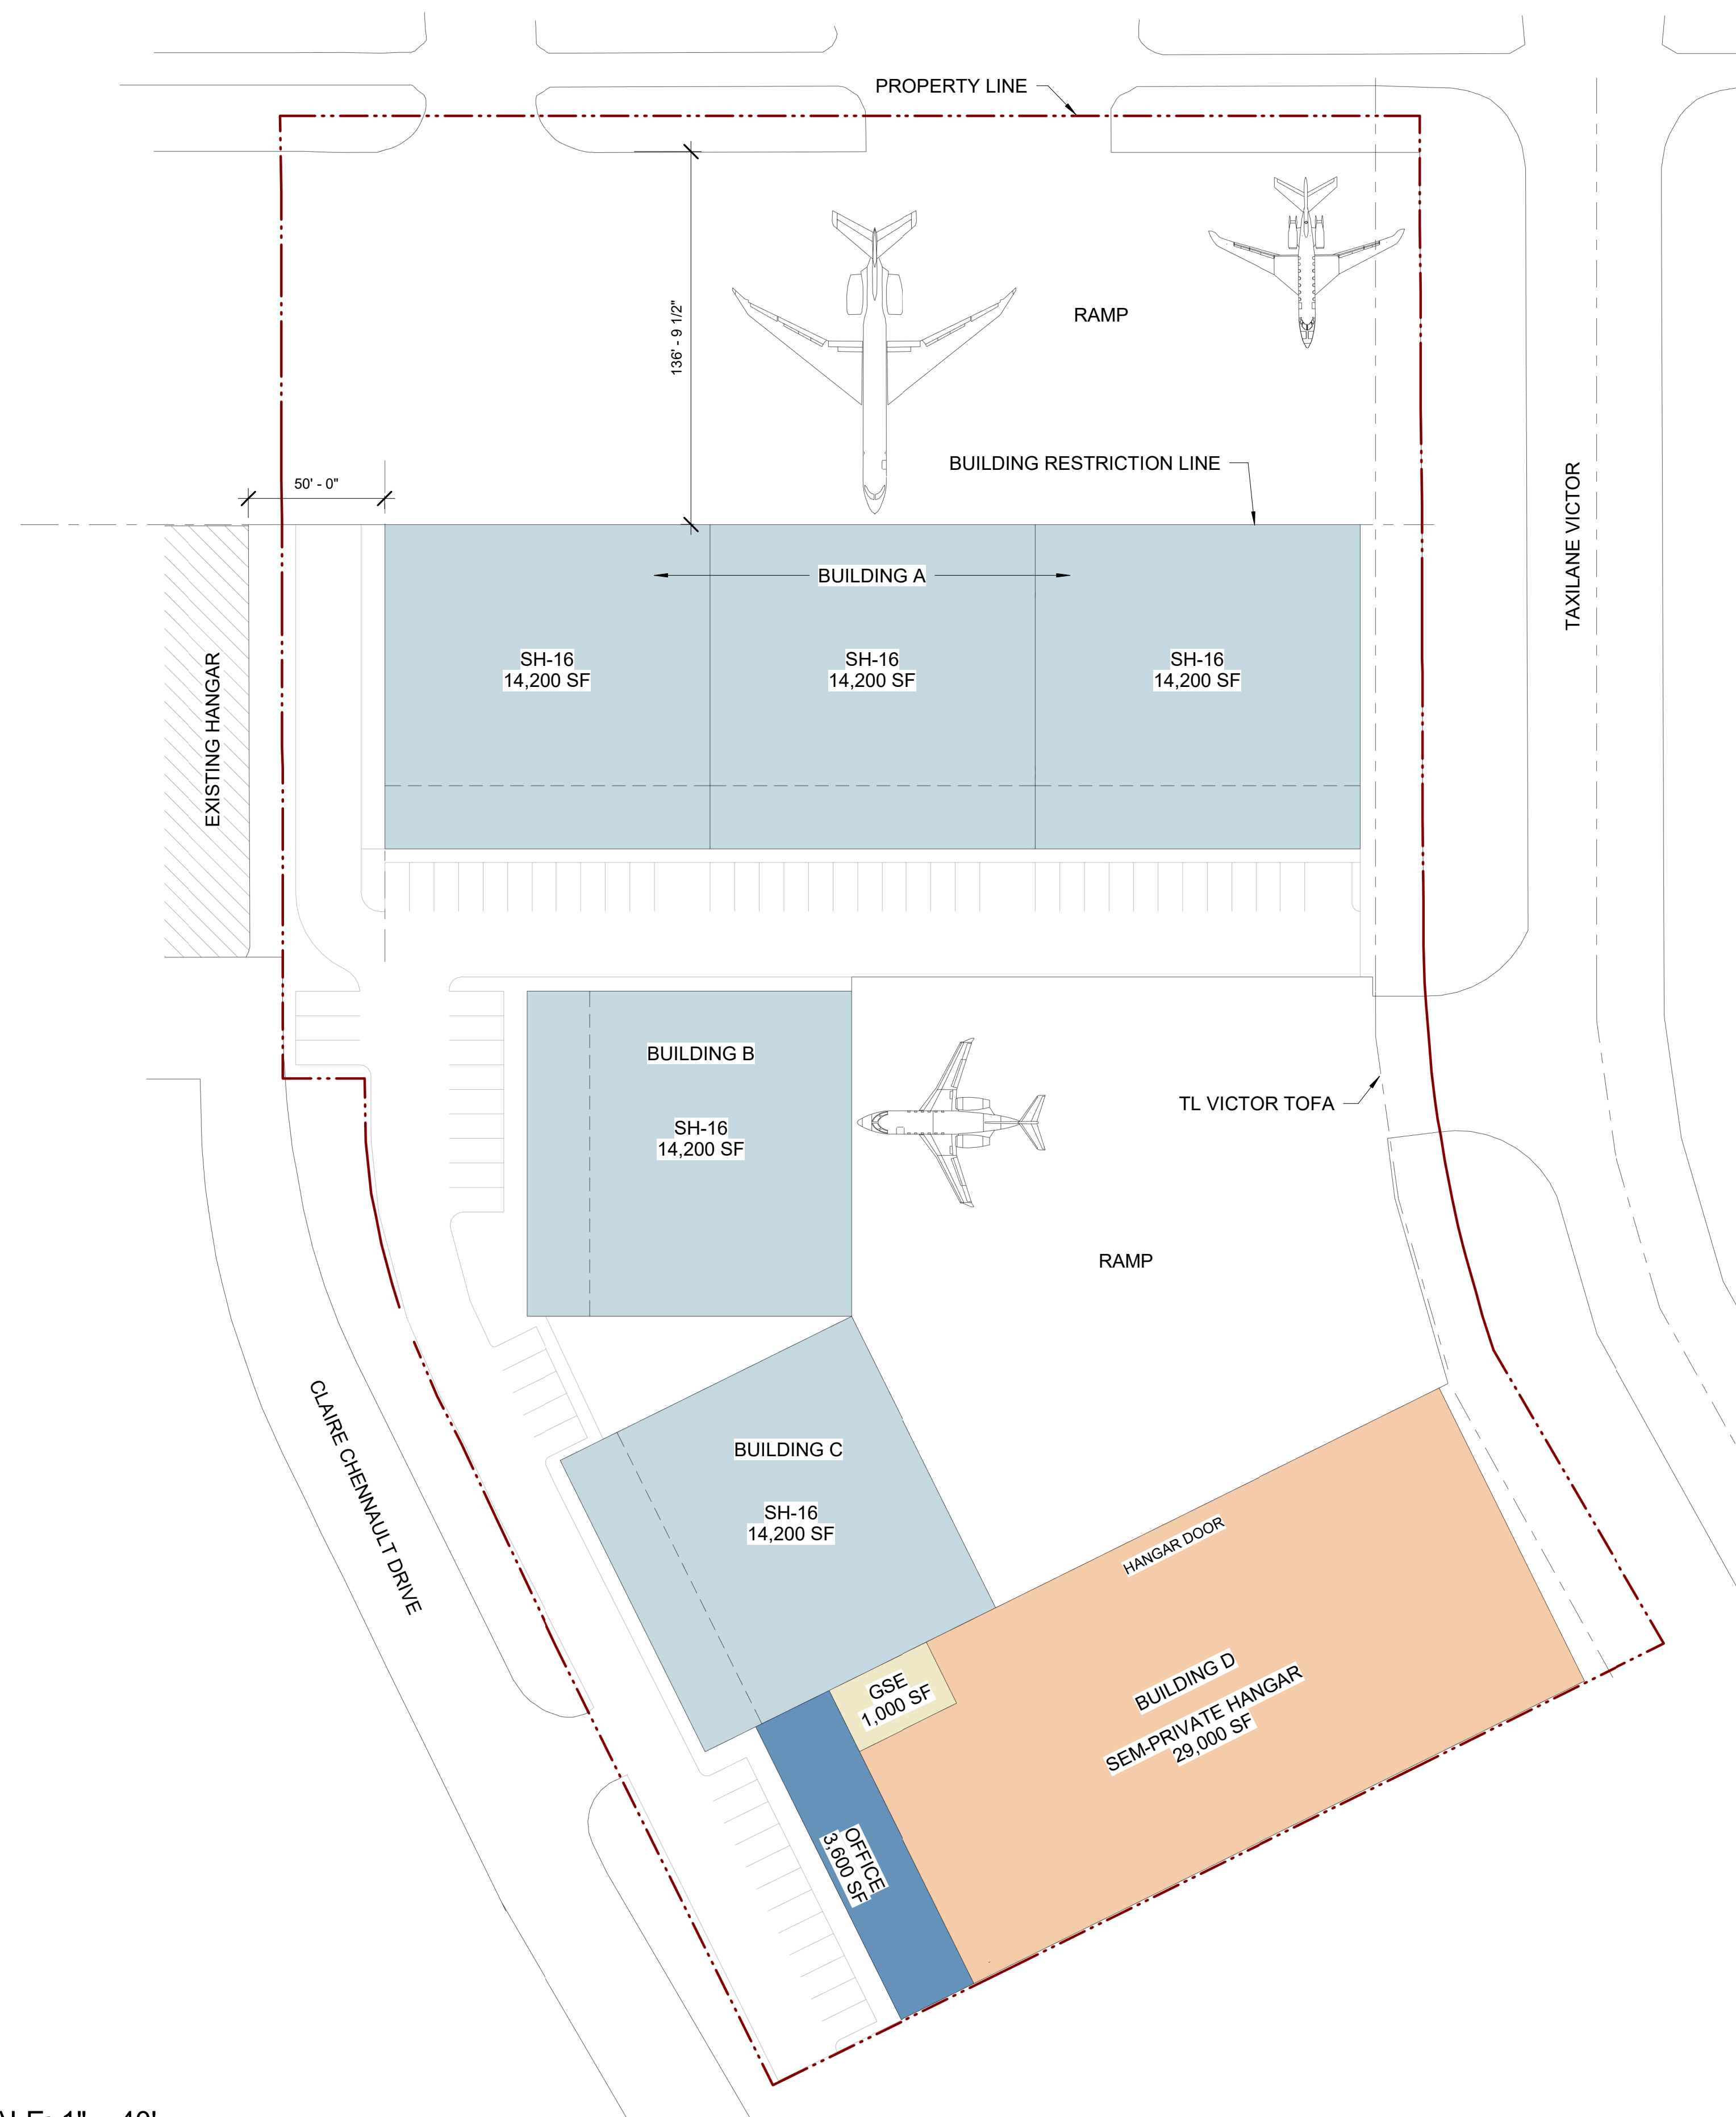 PROPERTY LINE
RAMP
136' - 9 1/2"
BUILDING RESTRICTION LINE
50' - 0"
TAXILANE VICTOR
BUILDING A
EXISTING HANGAR
SH-16
14,200 SF
SH-16
14,200 SF
SH-16
14,200 SF
BUILDING B
SH-16
14,200 SF
TL VICTOR TOFA
RAMP
CLAIRE CHENNAULT DRIVE
BUILDING C
SH-16
14,200 SF
HANGAR DOOR
GSE
1,000 SF
BUILDING D
SEM-PRIVATE HANGAR
29,000 SF
OFFICE
3,600 SF